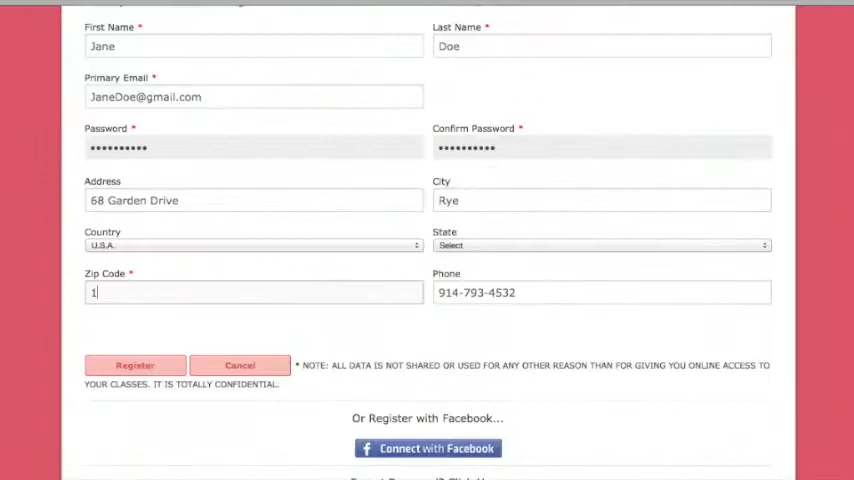 First Name *
Last Name *
Jane
Doe
Primary Email *
JaneDoe@gmail.com
Password *
Confirm Password *
••••••••••
••••••••••
Address
City
68 Garden Drive
Rye
Country
State
U.S.A.
Select
Zip Code *
Phone
1
914-793-4532
Register
Cancel
* NOTE: ALL DATA IS NOT SHARED OR USED FOR ANY OTHER REASON THAN FOR GIVING YOU ONLINE ACCESS TO
YOUR CLASSES. IT IS TOTALLY CONFIDENTIAL.
Or Register with Facebook...
f Connect with Facebook